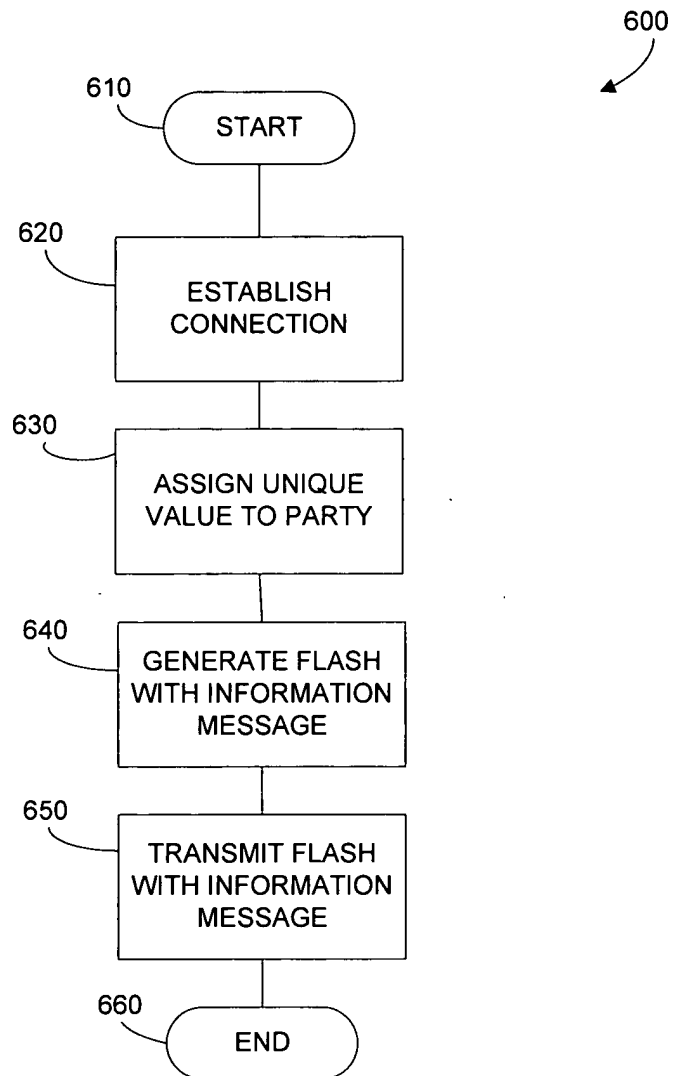 600
610
START
620
ESTABLISH
CONNECTION
630
ASSIGN UNIQUE
VALUE TO PARTY
640
GENERATE FLASH
WITH INFORMATION
MESSAGE
650
TRANSMIT FLASH
WITH INFORMATION
MESSAGE
660
END